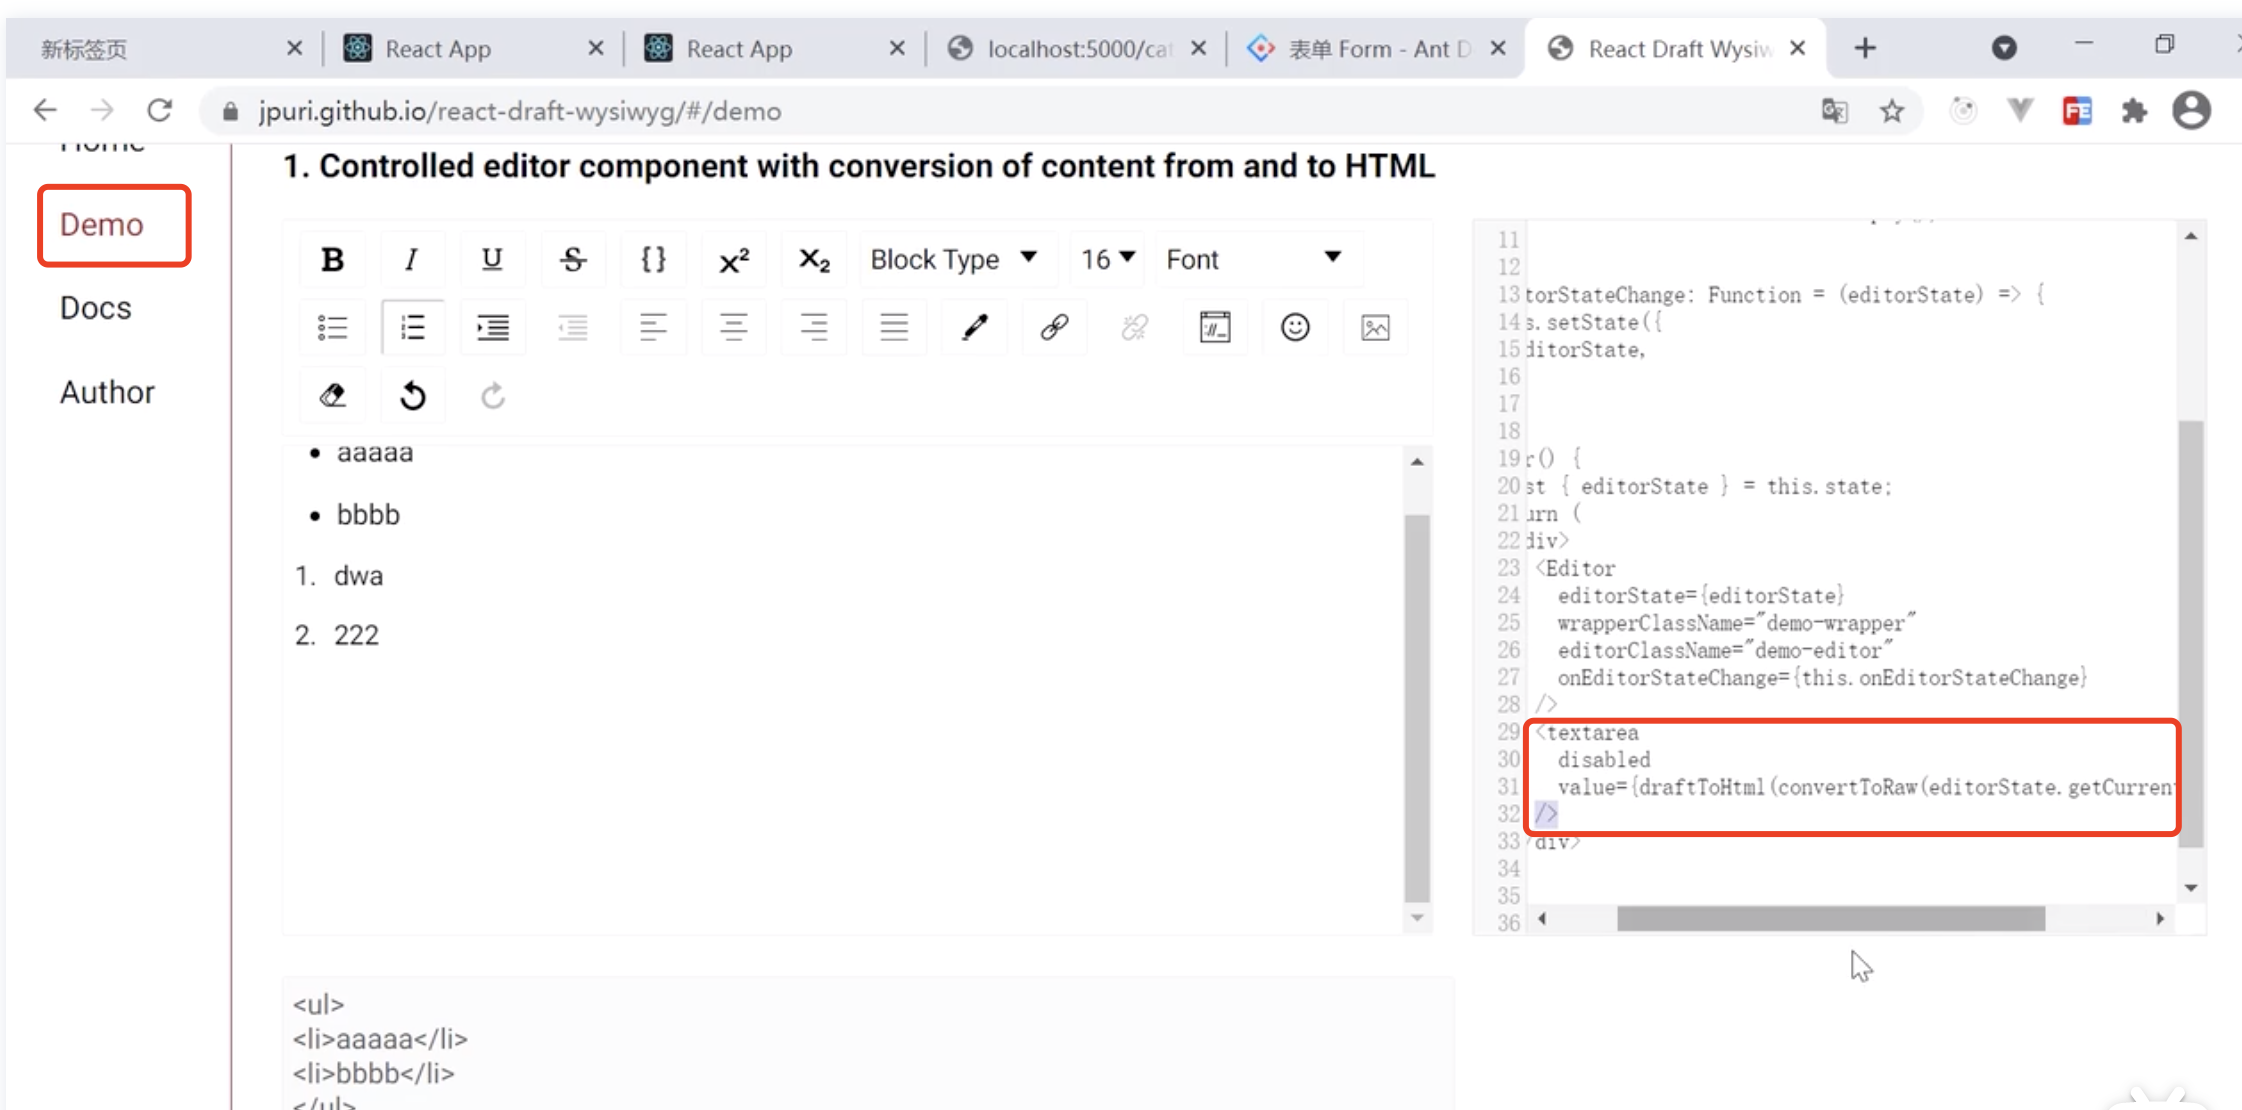 新标签页
React App
React App
localhost:5000/cat
表单 Form - Ant D
React Draft Wysiw
jpuri.github.io/react-draft-wysiwyg/#/demo
Home
Demo
Docs
Author
1. Controlled editor component with conversion of content from and to HTML
B I U S {} x² x₂ Block Type 16 Font
• aaaaa
• bbbb
1. dwa
2. 222
11
12
13 torStateChange: Function = (editorState) => {
14 s.setState({
15 ditorState,
16
17
18
19 r() {
20 st { editorState } = this.state;
21 urn (
22 div>
23 <Editor
24 editorState={editorState}
25 wrapperClassName="demo-wrapper"
26 editorClassName="demo-editor"
27 onEditorStateChange={this.onEditorStateChange}
28 />
29 <textarea
30 disabled
31 value={draftToHtml(convertToRaw(editorState.getCurren
32 />
33 /div>
34
35
36
<ul>
<li>aaaaa</li>
<li>bbbb</li>
</ul>